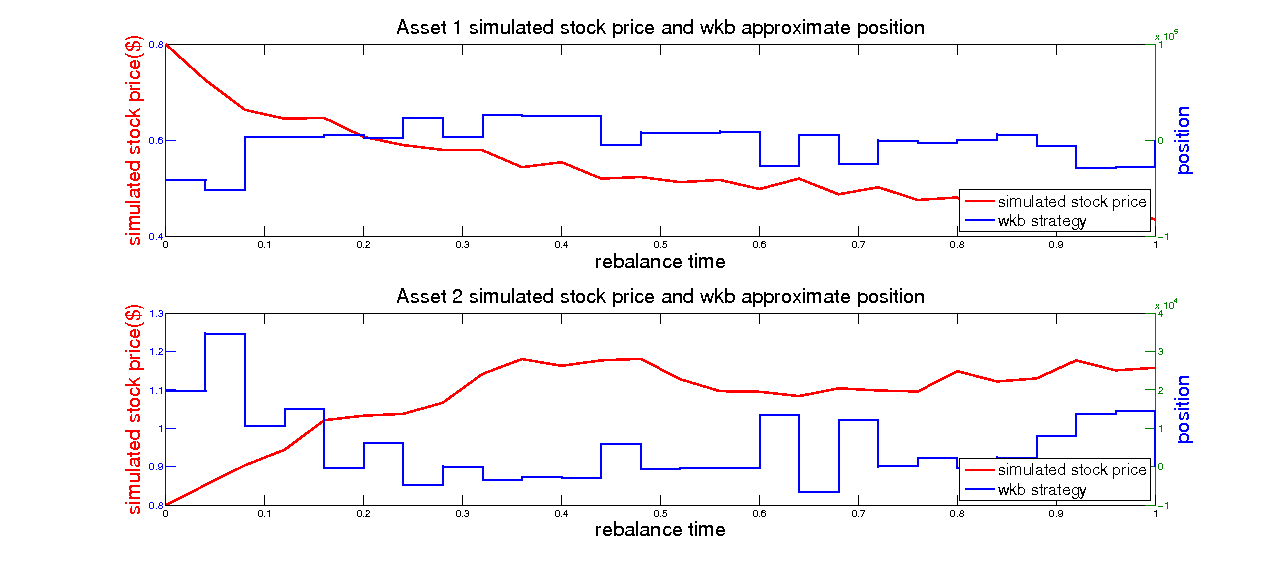 Asset 1 simulated stock price and wkb approximate position
x 10^5
simulated stock price($)
0.8
0.6
0.4
1
0
-1
position
simulated stock price
wkb strategy
0 0.1 0.2 0.3 0.4 0.5 0.6 0.7 0.8 0.9 1
rebalance time
Asset 2 simulated stock price and wkb approximate position
x 10^4
simulated stock price($)
1.3
1.2
1.1
1
0.9
0.8
4
3
2
1
0
-1
position
simulated stock price
wkb strategy
0 0.1 0.2 0.3 0.4 0.5 0.6 0.7 0.8 0.9 1
rebalance time